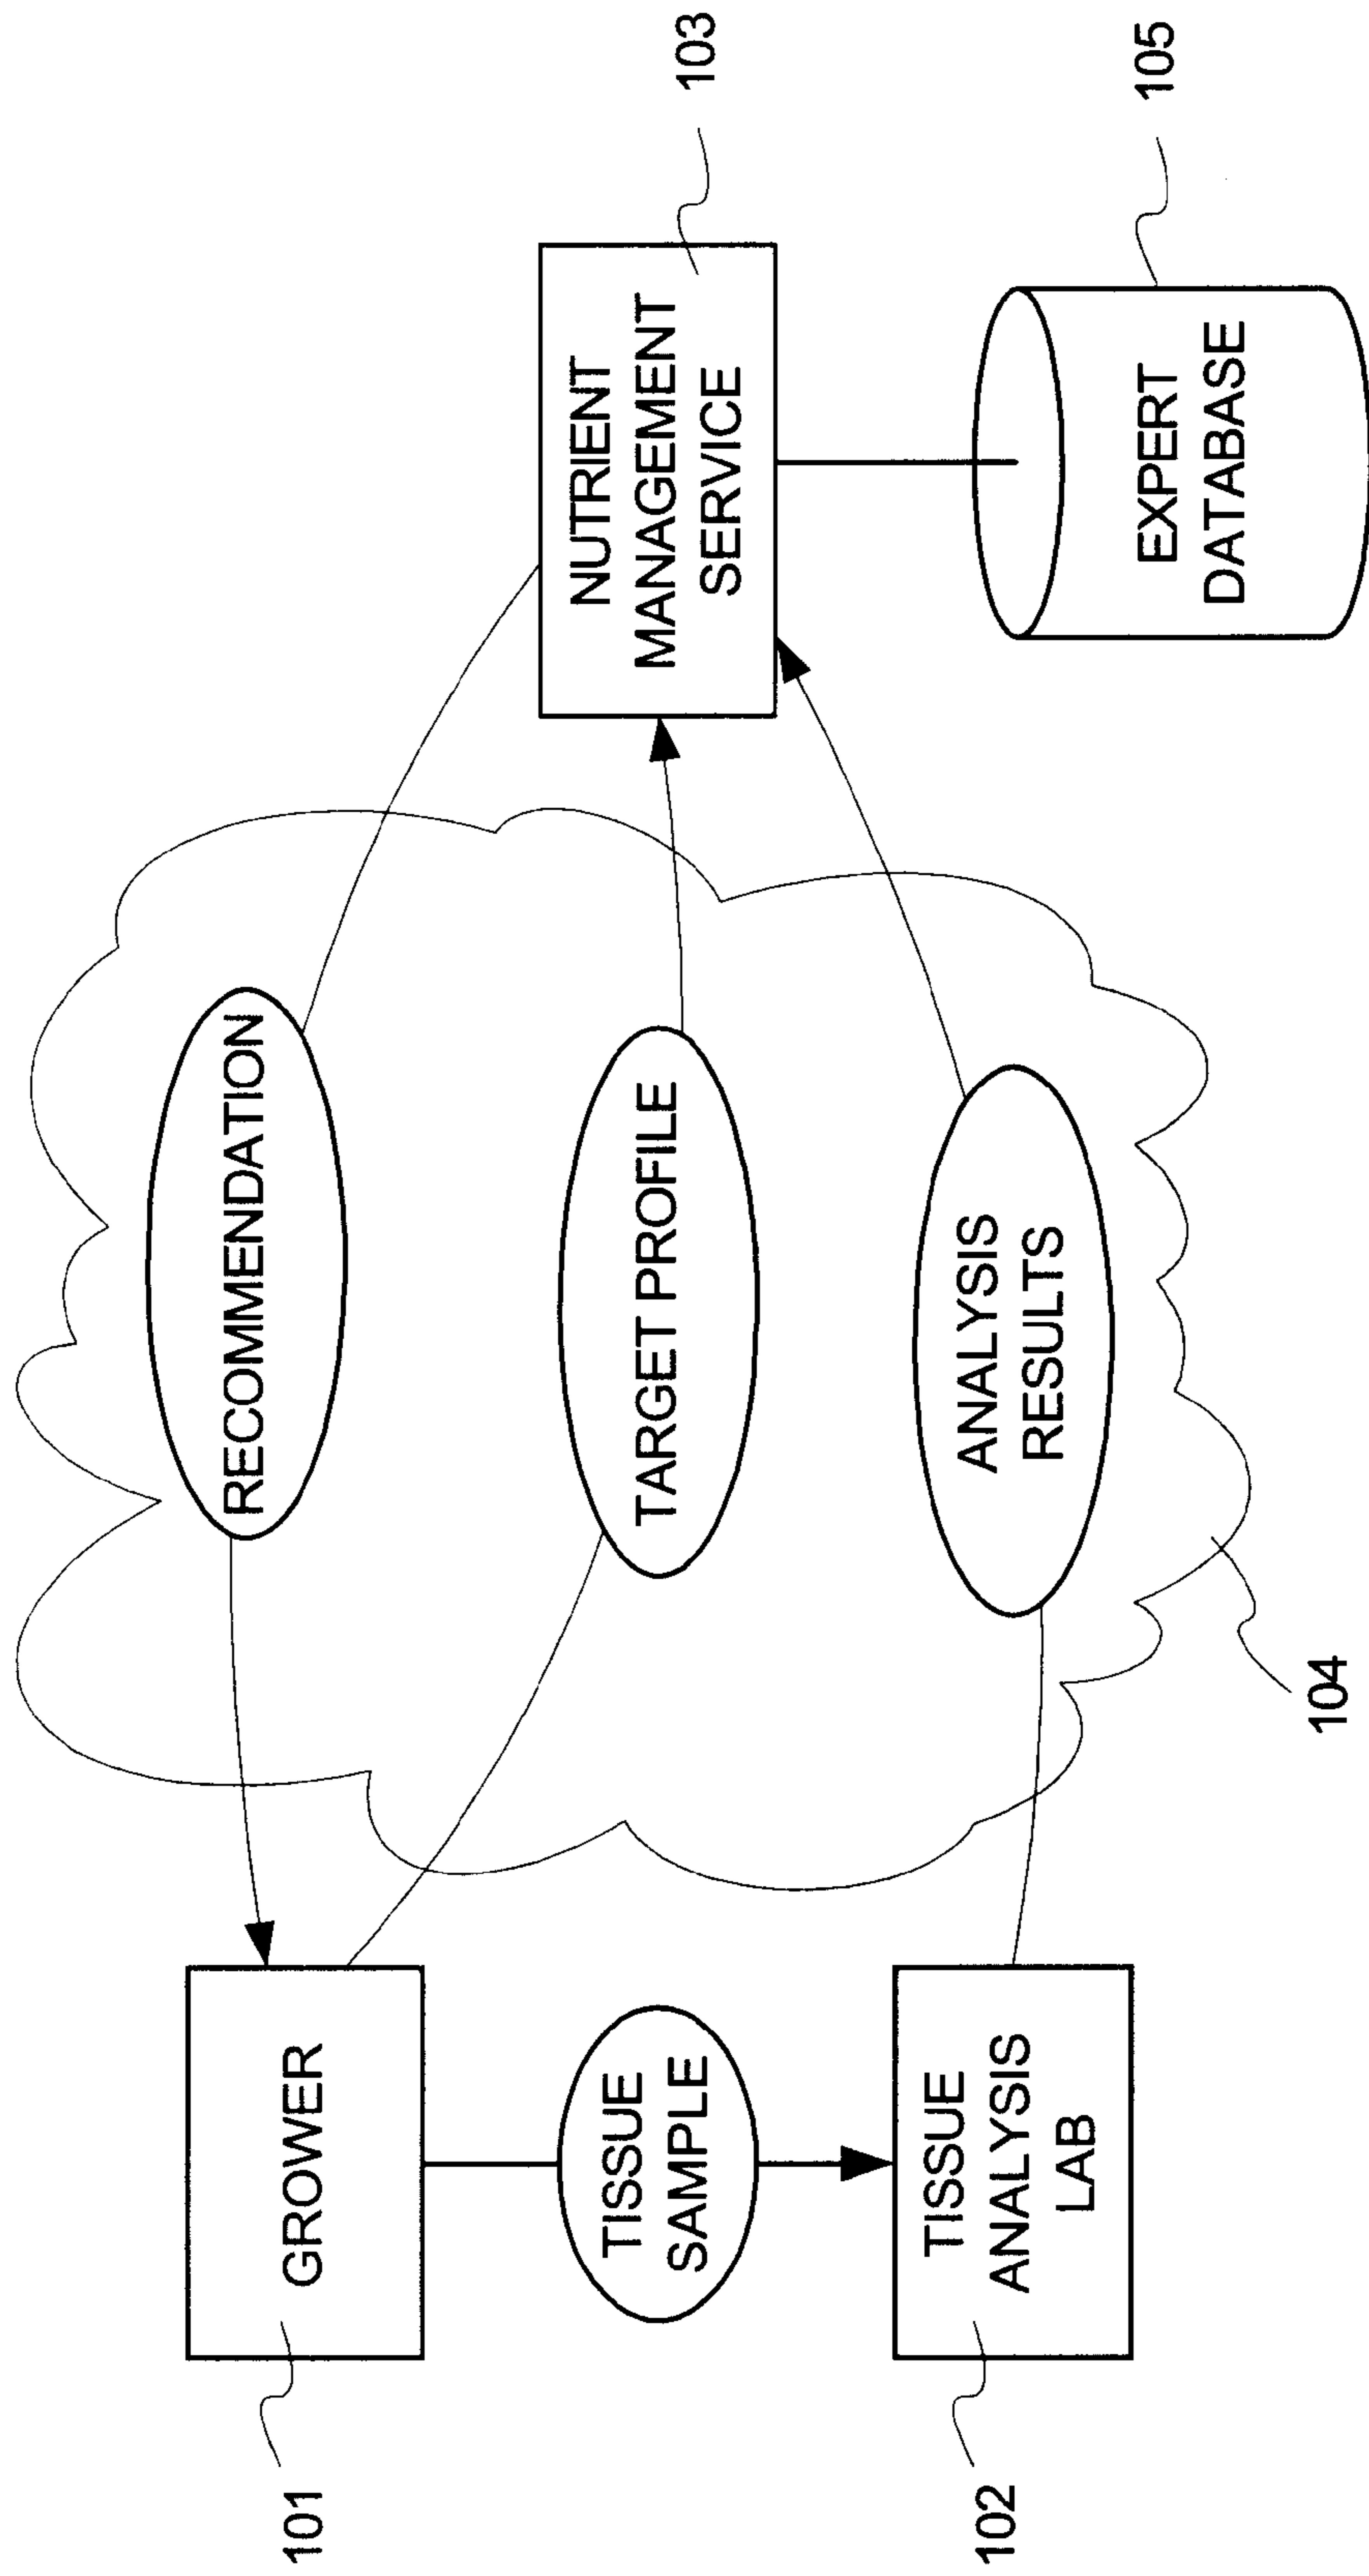 101
GROWER
TISSUE
SAMPLE
102
TISSUE
ANALYSIS
LAB
RECOMMENDATION
TARGET PROFILE
ANALYSIS
RESULTS
104
NUTRIENT
MANAGEMENT
SERVICE
103
EXPERT
DATABASE
105